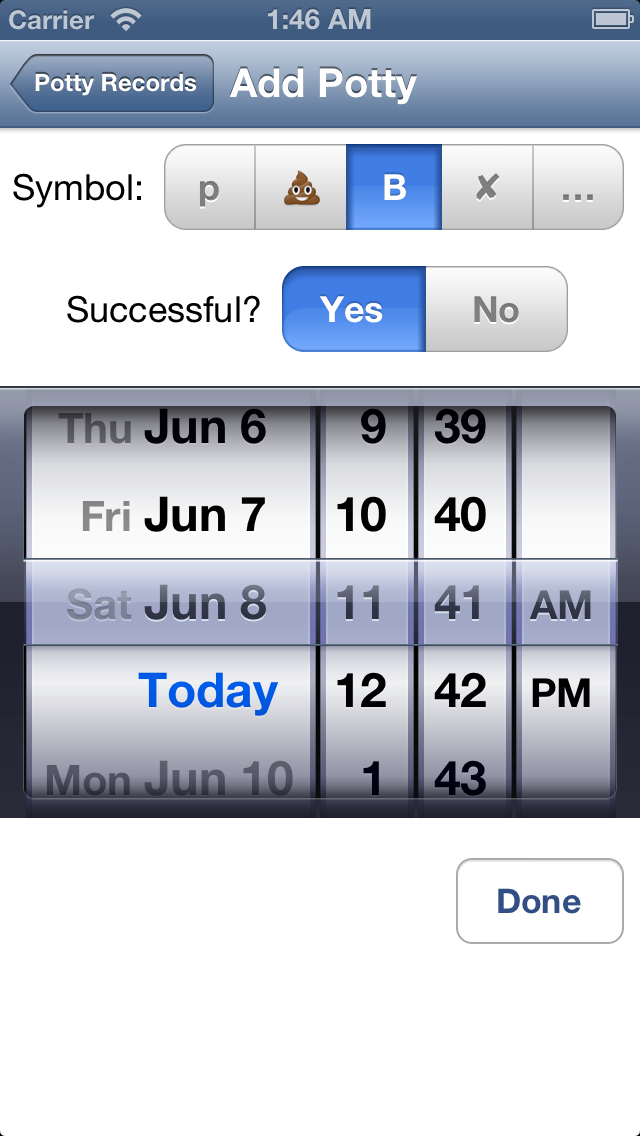 Carrier 1:46 AM
Potty Records Add Potty
Symbol: p 💩 B ✘ ...
Successful? Yes No
Thu Jun 6 9 39
Fri Jun 7 10 40
Sat Jun 8 11 41 AM
Today 12 42 PM
Mon Jun 10 1 43
Done